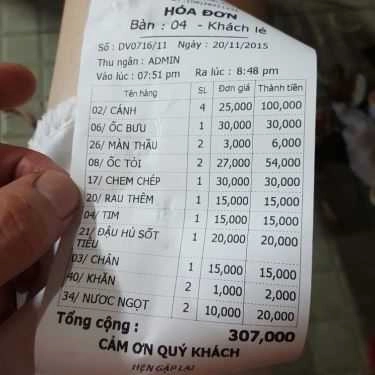 HÓA ĐƠN
Bàn : 04 - Khách lẻ
Số : DV0716/11 Ngày : 20/11/2015
Thu ngân : ADMIN
Vào lúc : 07:51 pm Ra lúc : 8:48 pm
Tên hàng SL Đơn giá Thành tiền
02/ CÁNH 4 25,000 100,000
06/ ỐC BƯU 1 30,000 30,000
26/ MÀN THẦU 2 3,000 6,000
08/ ỐC TỎI 2 27,000 54,000
17/ CHEM CHÉP 1 30,000 30,000
20/ RAU THÊM 1 15,000 15,000
04/ TIM 1 15,000 15,000
21/ ĐẬU HỦ SỐT 1 20,000 20,000
TIÊU
03/ CHÂN 1 15,000 15,000
40/ KHĂN 2 1,000 2,000
34/ NƯƠC NGỌT 2 10,000 20,000
Tổng cộng : 307,000
CẢM ƠN QUÝ KHÁCH
HẸN GẶP LẠI